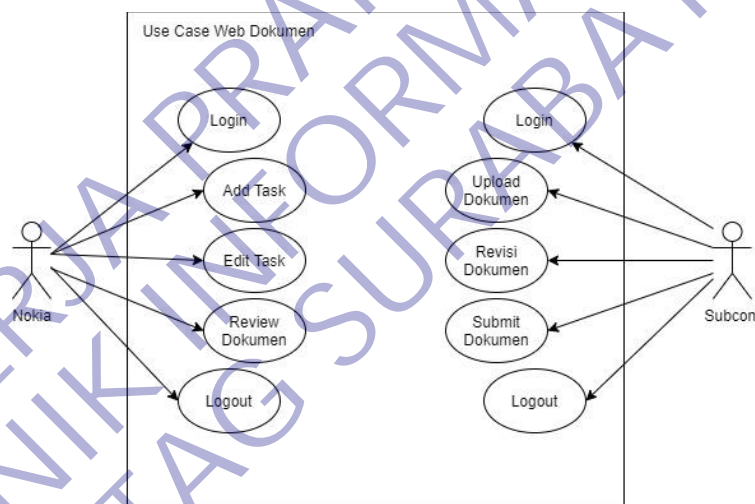 Use Case Web Dokumen
Login
Login
Add Task
Upload
Dokumen
Edit Task
Revisi
Dokumen
Nokia
Subcon
Review
Dokumen
Submit
Dokumen
Logout
Logout